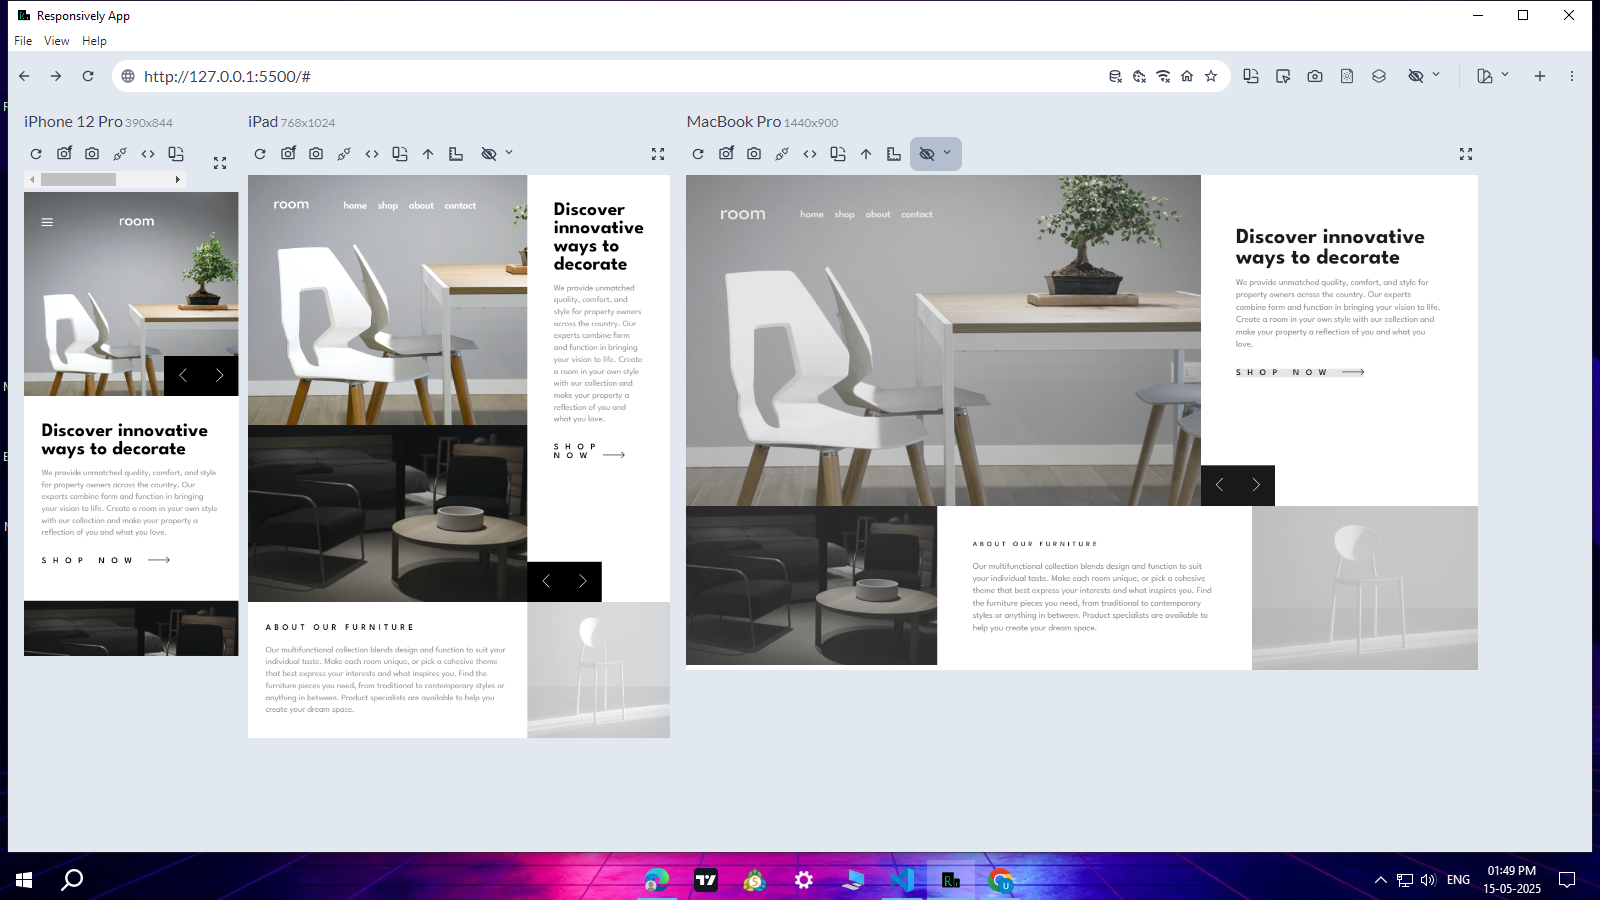 Responsively App
File View Help
http://127.0.0.1:5500/#
iPhone 12 Pro 390x844
room
Discover innovative
ways to decorate
We provide unmatched quality, comfort, and style
for property owners across the country. Our
experts combine form and function in bringing
your vision to life. Create a room in your own style
with our collection and make your property a
reflection of you and what you love.
SHOP NOW
iPad 768x1024
room home shop about contact
Discover
innovative
ways to
decorate
We provide unmatched
quality, comfort, and
style for property owners
across the country. Our
experts combine form
and function in bringing
your vision to life. Create
a room in your own style
with our collection and
make your property a
reflection of you and
what you love.
SHOP
NOW
ABOUT OUR FURNITURE
Our multifunctional collection blends design and function to suit your
individual taste. Make each room unique, or pick a cohesive theme
that best express your interests and what inspires you. Find the
furniture pieces you need, from traditional to contemporary styles or
anything in between. Product specialists are available to help you
create your dream space.
MacBook Pro 1440x900
room home shop about contact
Discover innovative
ways to decorate
We provide unmatched quality, comfort, and style for
property owners across the country. Our experts
combine form and function in bringing your vision to life.
Create a room in your own style with our collection and
make your property a reflection of you and what you
love.
SHOP NOW
ABOUT OUR FURNITURE
Our multifunctional collection blends design and function to suit
your individual taste. Make each room unique, or pick a cohesive
theme that best express your interests and what inspires you. Find
the furniture pieces you need, from traditional to contemporary
styles or anything in between. Product specialists are available to
help you create your dream space.
ENG
01:49 PM
15-05-2025